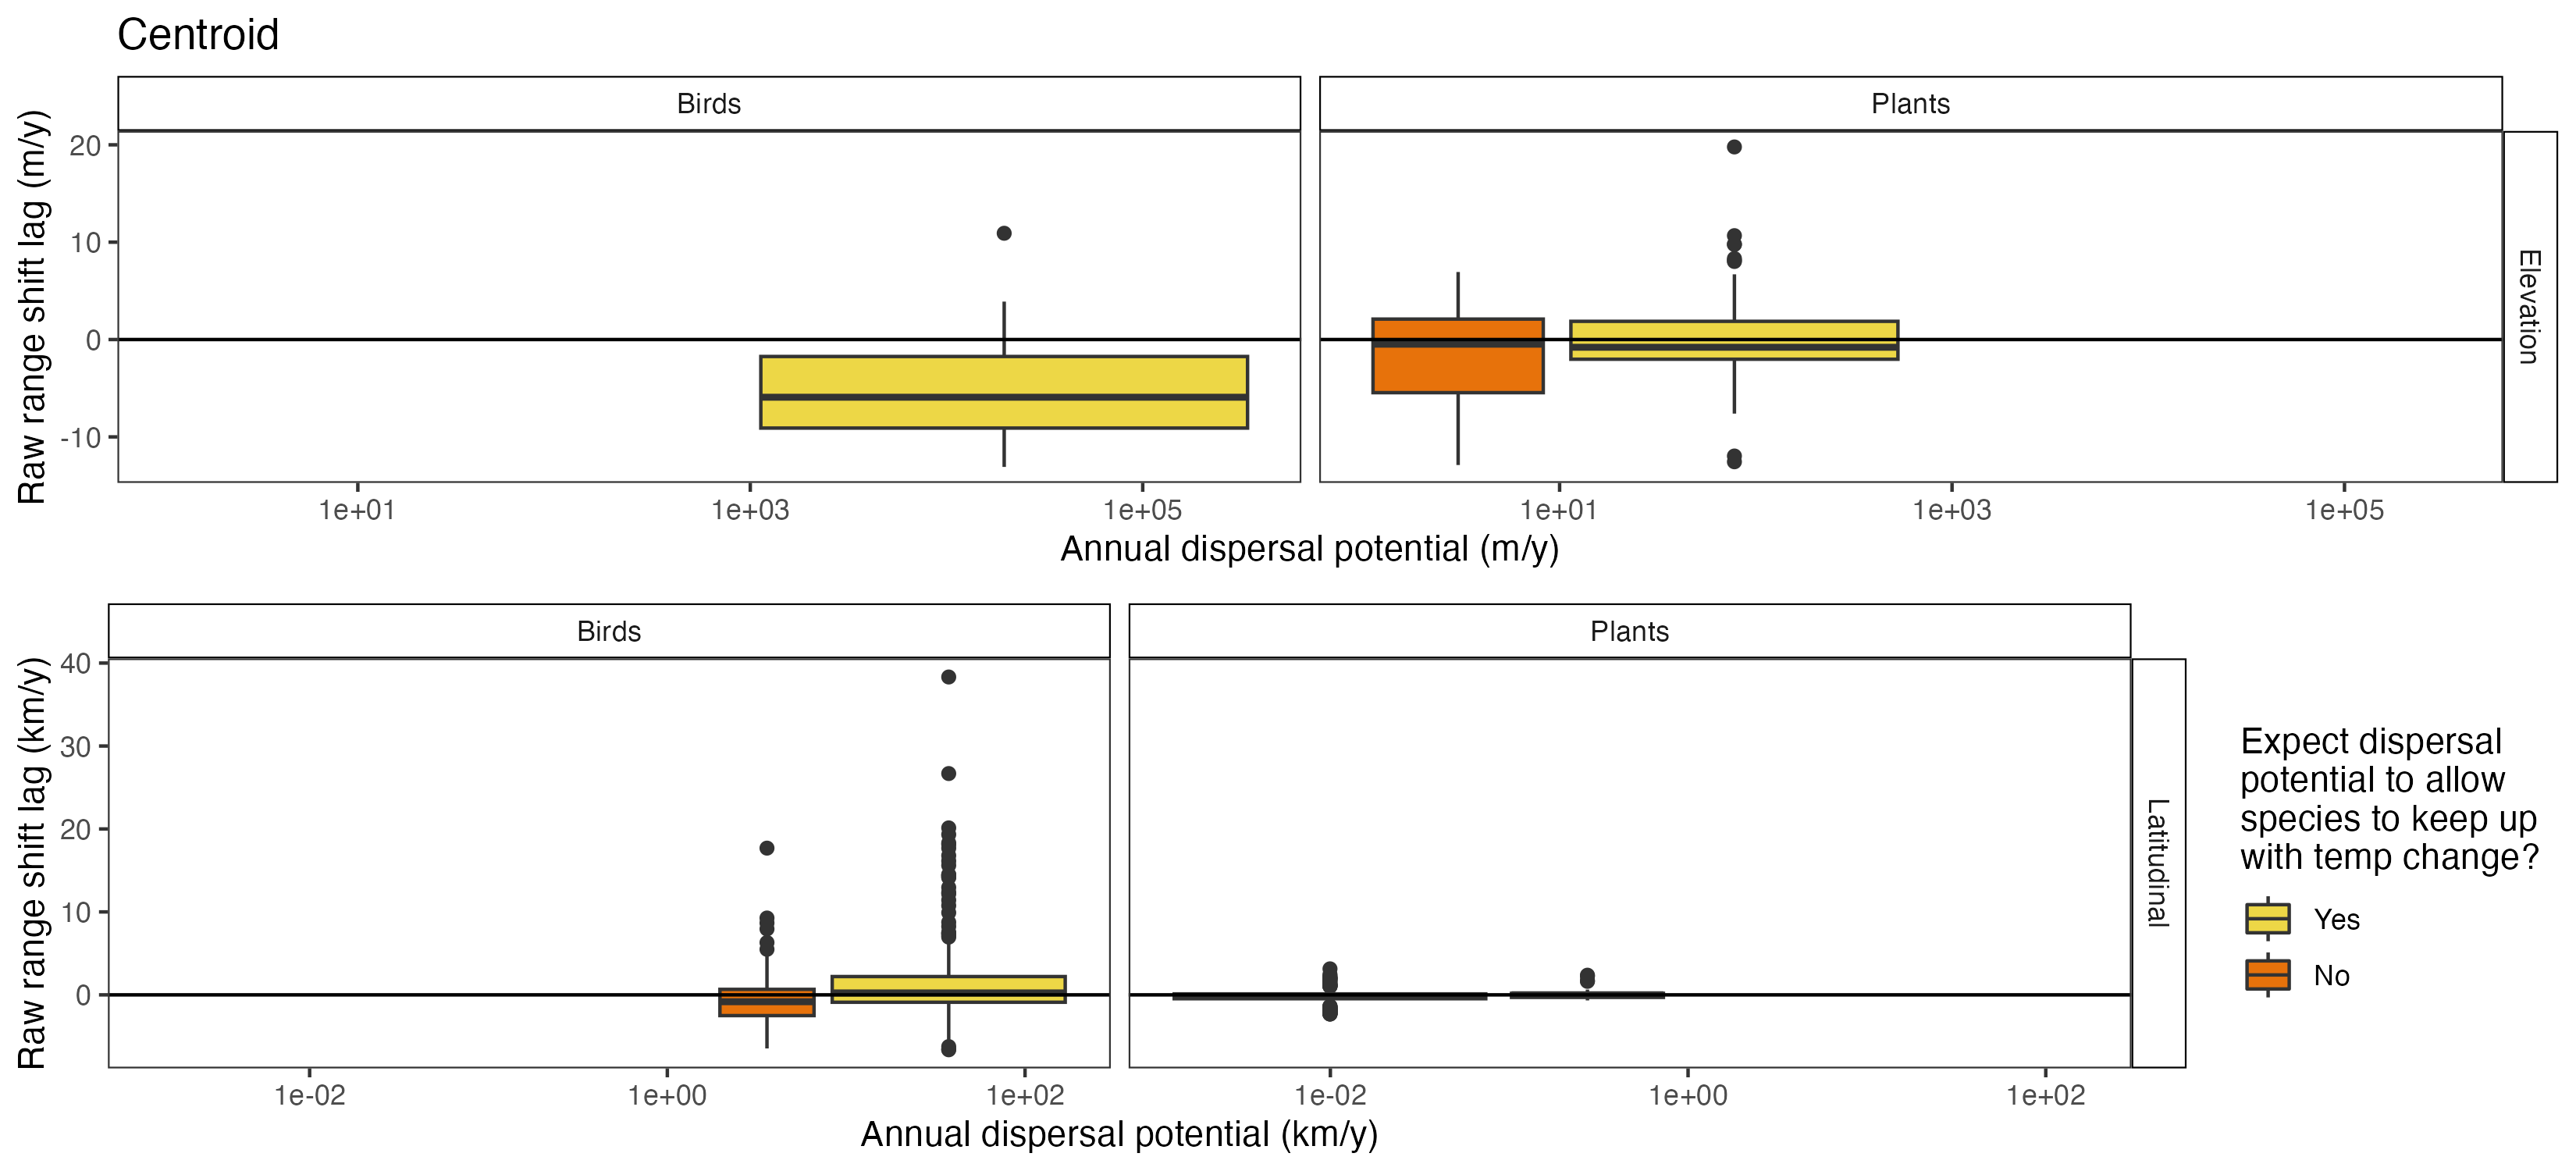 Centroid
Birds
Plants
Raw range shift lag (m/y)
20
10
0
-10
Elevation
1e+01
1e+03
1e+05
1e+01
1e+03
1e+05
Annual dispersal potential (m/y)
Birds
Plants
Raw range shift lag (km/y)
40
30
20
10
0
Latitudinal
1e-02
1e+00
1e+02
1e-02
1e+00
1e+02
Annual dispersal potential (km/y)
Expect dispersal
potential to allow
species to keep up
with temp change?
Yes
No